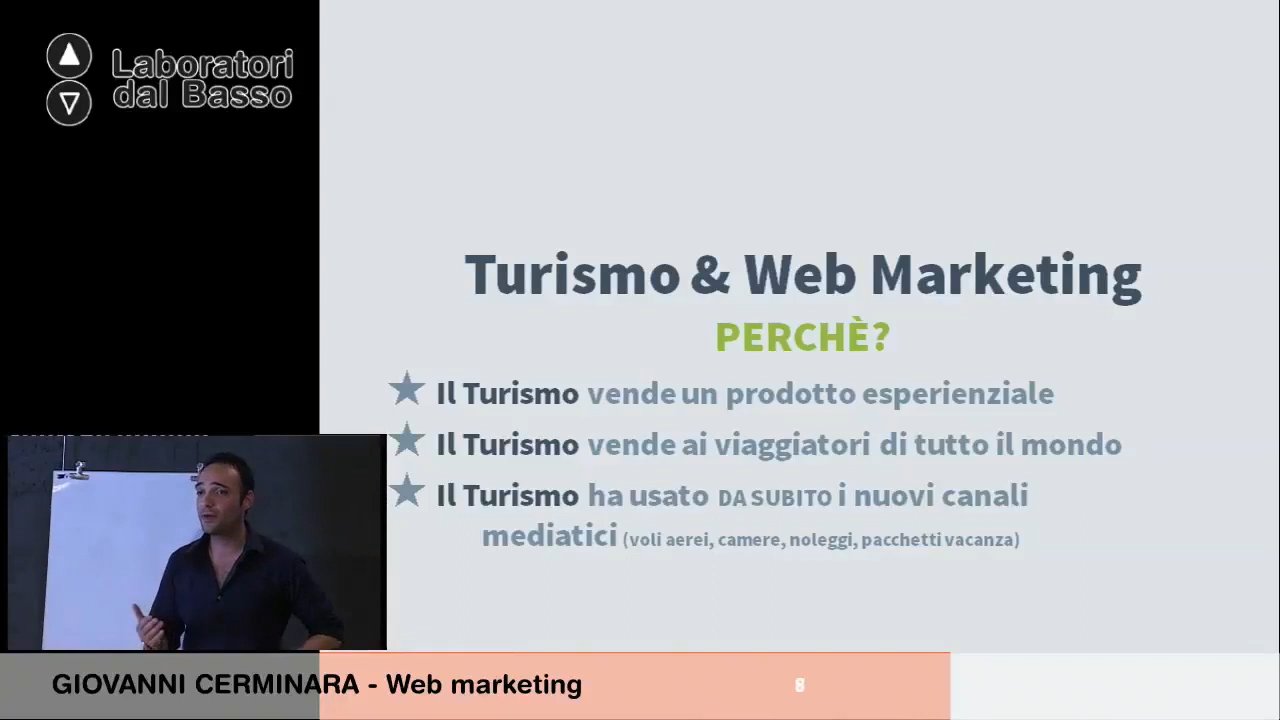 Laboratori
dal Basso
Turismo & Web Marketing
PERCHÈ?
Il Turismo vende un prodotto esperienziale
Il Turismo vende ai viaggiatori di tutto il mondo
Il Turismo ha usato DA SUBITO i nuovi canali
mediatici (voli aerei, camere, noleggi, pacchetti vacanza)
GIOVANNI CERMINARA - Web marketing
8